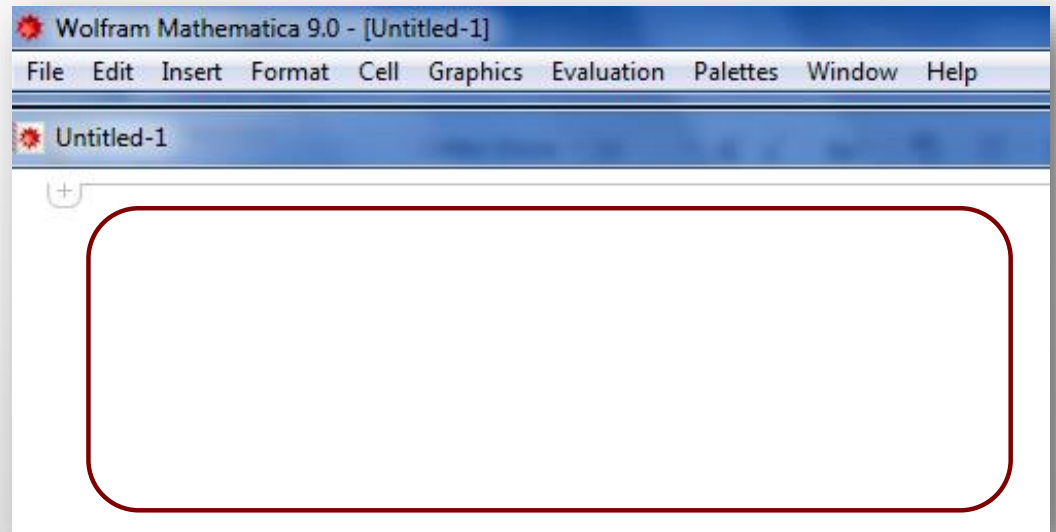 Wolfram Mathematica 9.0 - [Untitled-1]
File Edit Insert Format Cell Graphics Evaluation Palettes Window Help
Untitled-1